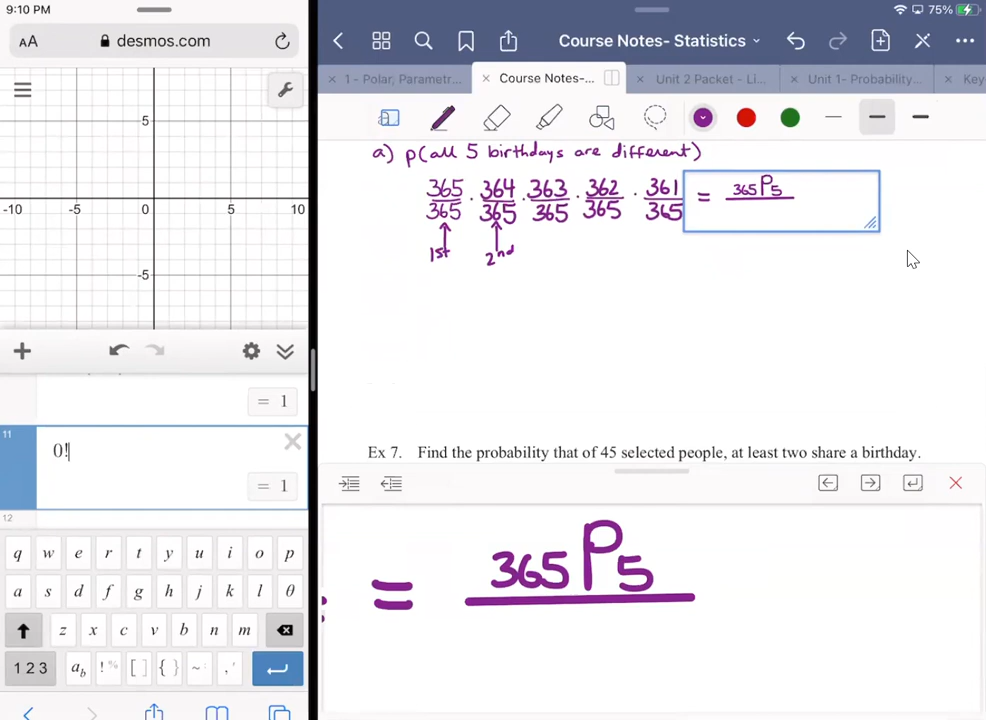 9:10 PM
75%
AA desmos.com
Course Notes- Statistics
1 - Polar, Parametr...
Course Notes-...
Unit 2 Packet - Li...
Unit 1- Probability...
Key
a) p(all 5 birthdays are different)
365/365 · 364/365 · 363/365 · 362/365 · 361/365 = 365P5
1st 2nd
5
-10 -5 0 5 10
-5
= 1
11
0!
= 1
12
Ex 7. Find the probability that of 45 selected people, at least two share a birthday.
= 365P5
q w e r t y u i o p
a s d f g h j k l θ
z x c v b n m
1 2 3 ab !% [ ] { } ~: ,'